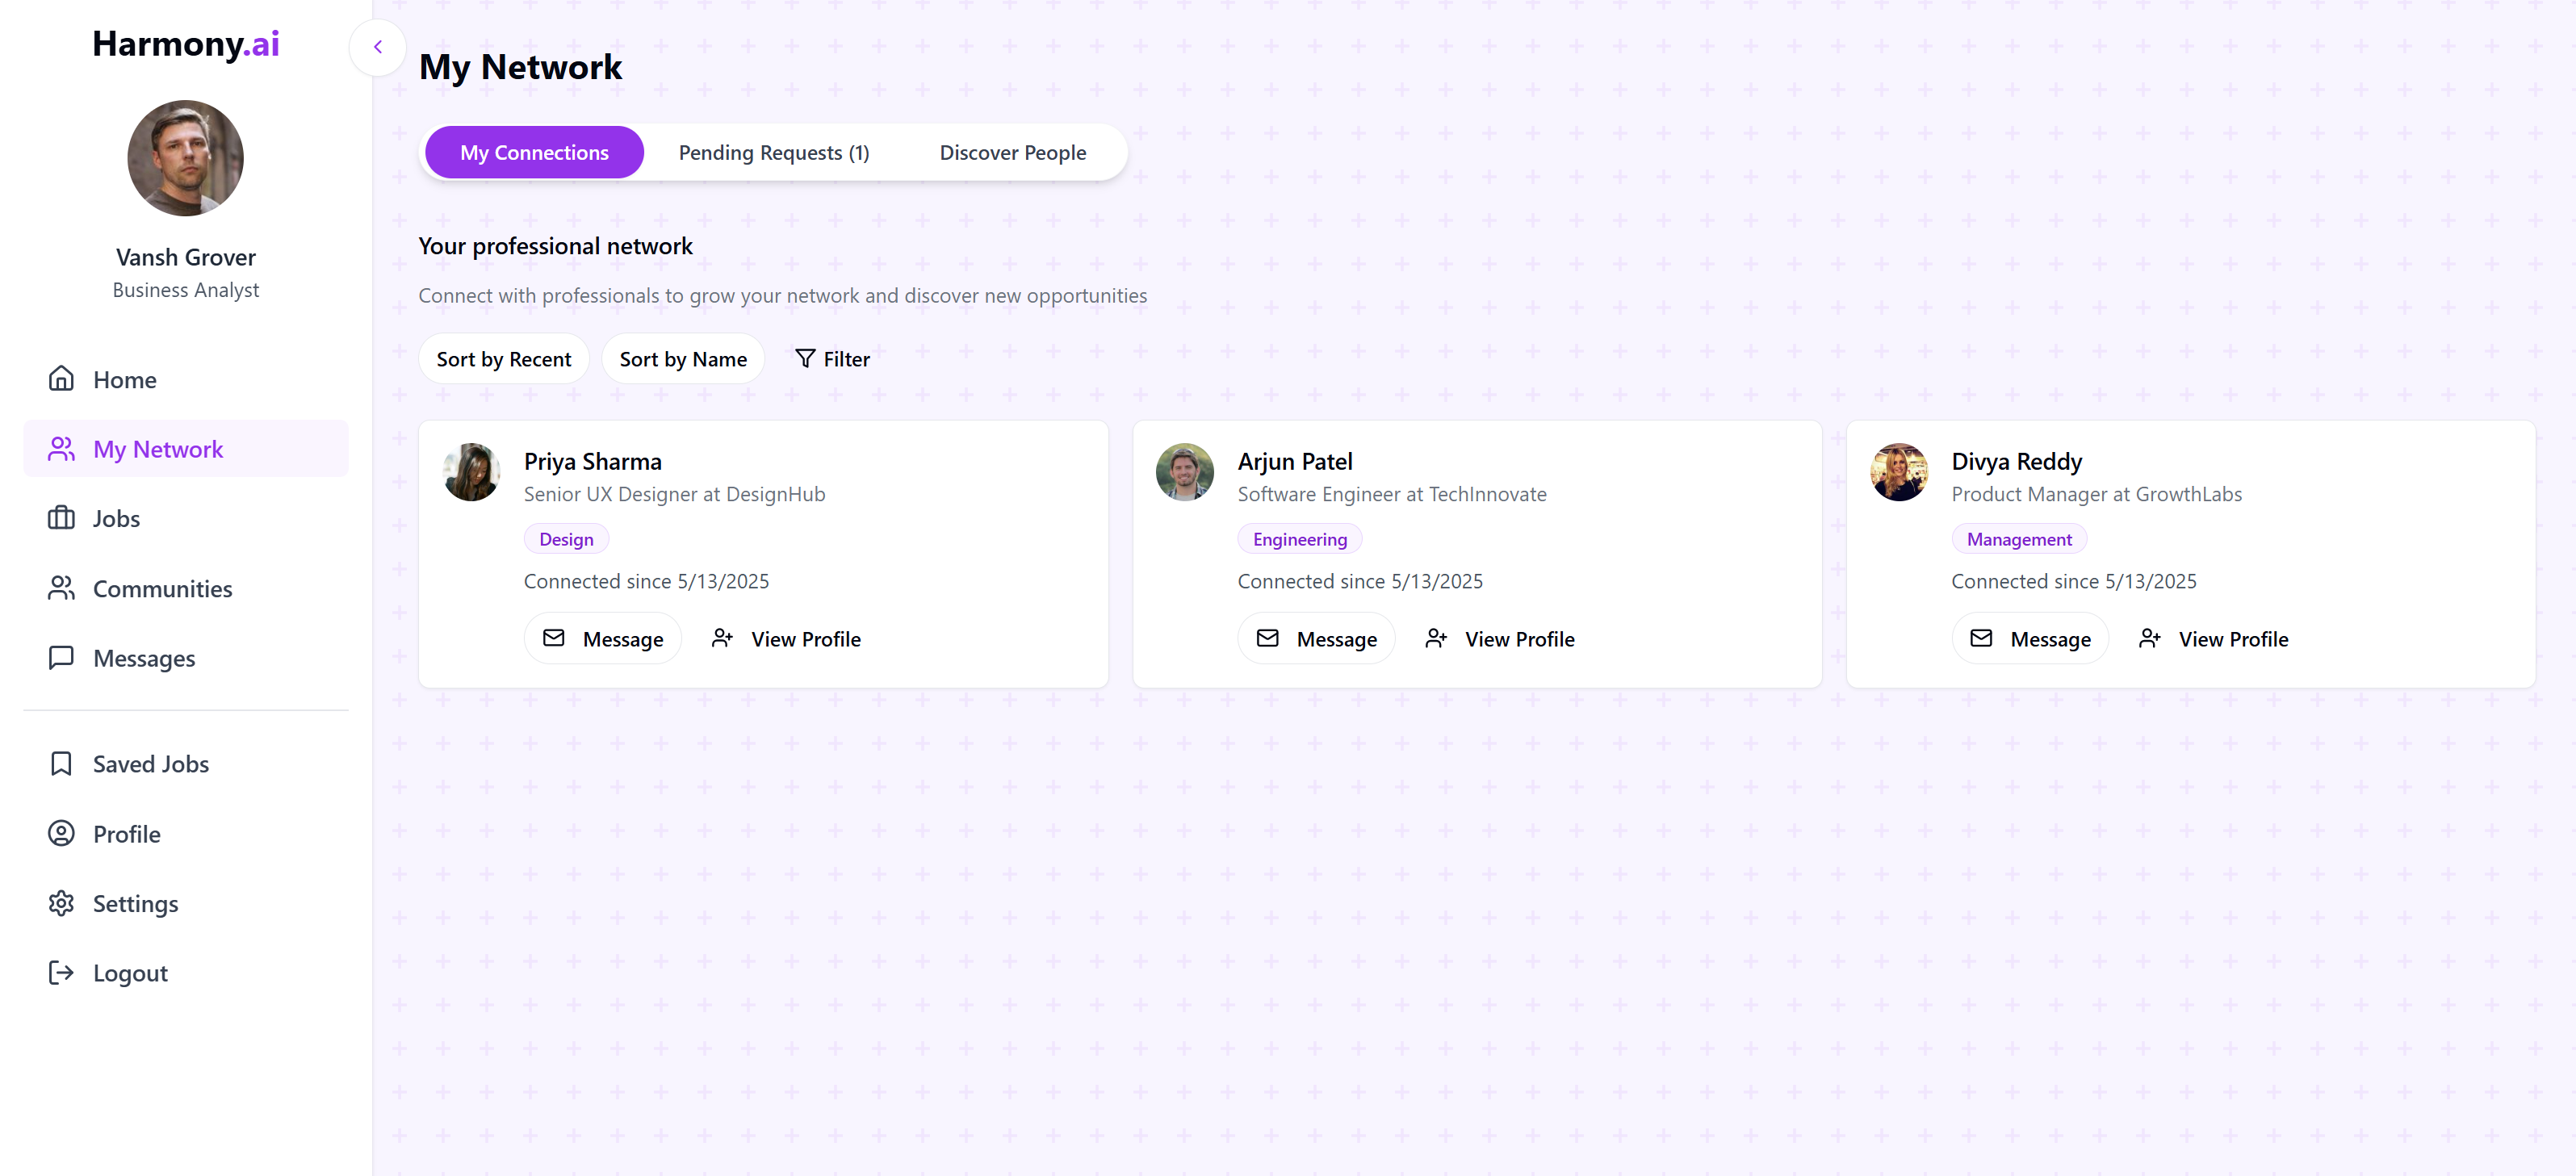 Harmony.ai
Vansh Grover
Business Analyst
Home
My Network
Jobs
Communities
Messages
Saved Jobs
Profile
Settings
Logout
My Network
My Connections
Pending Requests (1)
Discover People
Your professional network
Connect with professionals to grow your network and discover new opportunities
Sort by Recent
Sort by Name
Filter
Priya Sharma
Senior UX Designer at DesignHub
Design
Connected since 5/13/2025
Message
View Profile
Arjun Patel
Software Engineer at TechInnovate
Engineering
Connected since 5/13/2025
Message
View Profile
Divya Reddy
Product Manager at GrowthLabs
Management
Connected since 5/13/2025
Message
View Profile